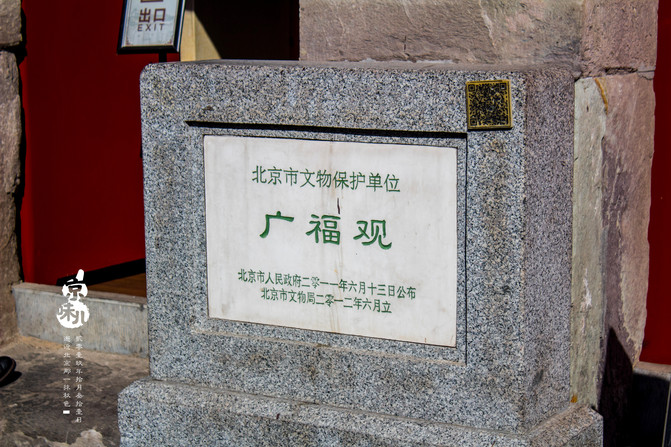 出口
EXIT
北京市文物保护单位
广福观
北京市人民政府二零一一年六月十三日公布
北京市文物局二零一二年六月立
京秋